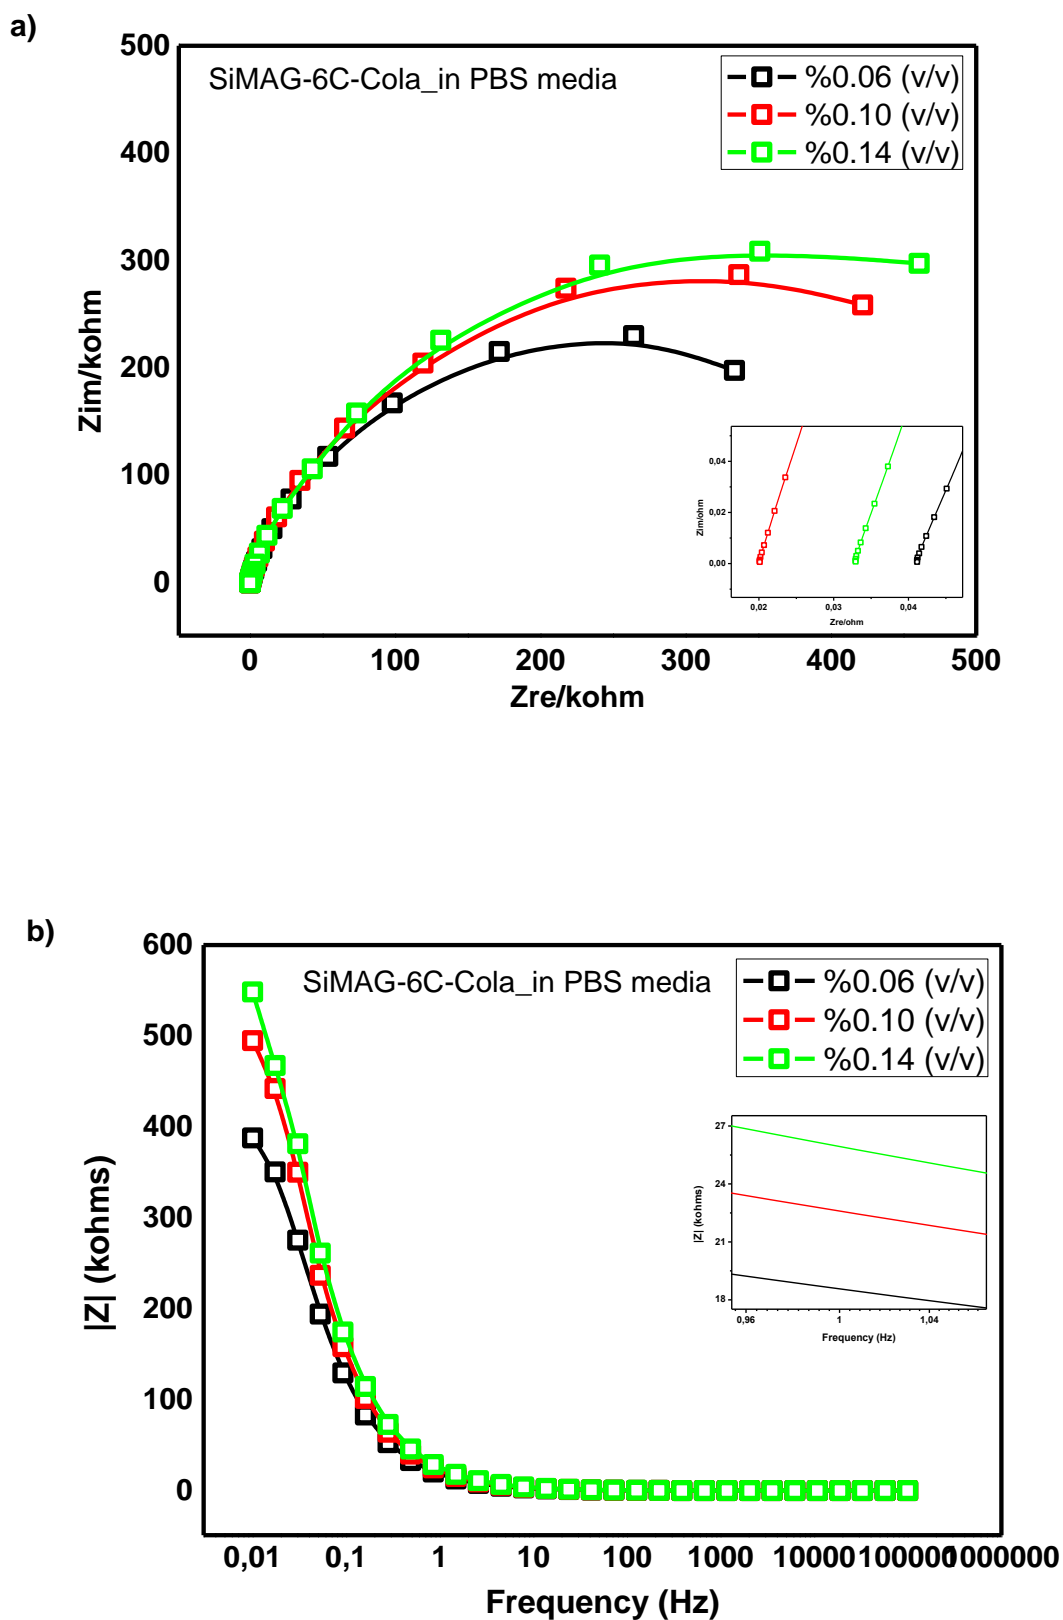 a)
500
400
300
200
100
0
Zim/kohm
SiMAG-6C-Cola_in PBS media
%0.06 (v/v)
%0.10 (v/v)
%0.14 (v/v)
0,04
0,02
0,00
Zim/ohm
0,02 0,03 0,04
Zre/ohm
0 100 200 300 400 500
Zre/kohm
b)
600
500
400
300
200
100
0
|Z| (kohms)
SiMAG-6C-Cola_in PBS media
%0.06 (v/v)
%0.10 (v/v)
%0.14 (v/v)
27
24
21
18
|Z| (kohms)
0,96 1 1,04
Frequency (Hz)
0,01 0,1 1 10 100 1000 10000 100000 1000000
Frequency (Hz)